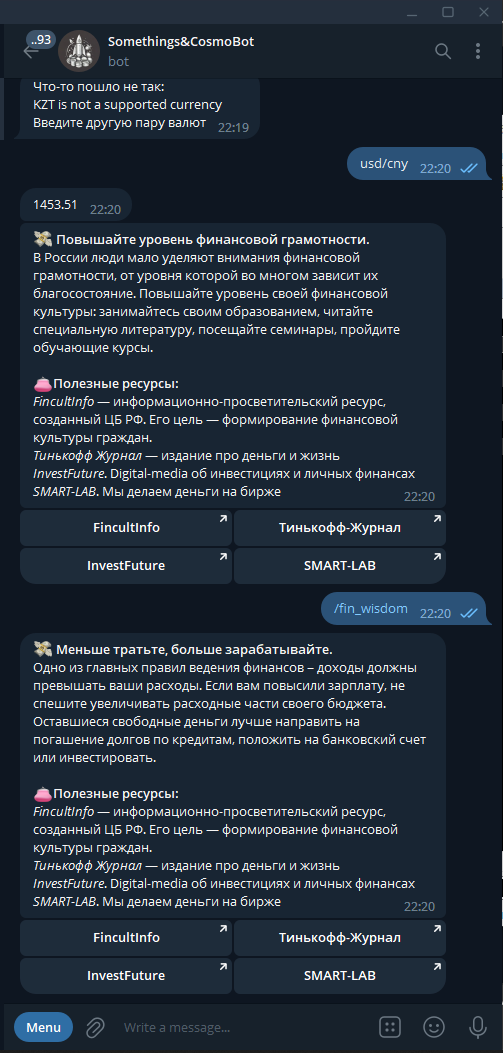 ..93
Somethings&CosmoBot
bot
Что-то пошло не так:
KZT is not a supported currency
Введите другую пару валют 22:19
usd/cny 22:20
1453.51 22:20
Повышайте уровень финансовой грамотности.
В России люди мало уделяют внимания финансовой
грамотности, от уровня которой во многом зависит их
благосостояние. Повышайте уровень своей финансовой
культуры: занимайтесь своим образованием, читайте
специальную литературу, посещайте семинары, пройдите
обучающие курсы.
Полезные ресурсы:
FincultInfo — информационно-просветительский ресурс,
созданный ЦБ РФ. Его цель — формирование финансовой
культуры граждан.
Тинькофф Журнал — издание про деньги и жизнь
InvestFuture. Digital-media об инвестициях и личных финансах
SMART-LAB. Мы делаем деньги на бирже 22:20
FincultInfo Тинькофф-Журнал
InvestFuture SMART-LAB
/fin_wisdom 22:20
Меньше тратьте, больше зарабатывайте.
Одно из главных правил ведения финансов – доходы должны
превышать ваши расходы. Если вам повысили зарплату, не
спешите увеличивать расходные части своего бюджета.
Оставшиеся свободные деньги лучше направить на
погашение долгов по кредитам, положить на банковский счет
или инвестировать.
Полезные ресурсы:
FincultInfo — информационно-просветительский ресурс,
созданный ЦБ РФ. Его цель — формирование финансовой
культуры граждан.
Тинькофф Журнал — издание про деньги и жизнь
InvestFuture. Digital-media об инвестициях и личных финансах
SMART-LAB. Мы делаем деньги на бирже 22:20
FincultInfo Тинькофф-Журнал
InvestFuture SMART-LAB
Menu Write a message...